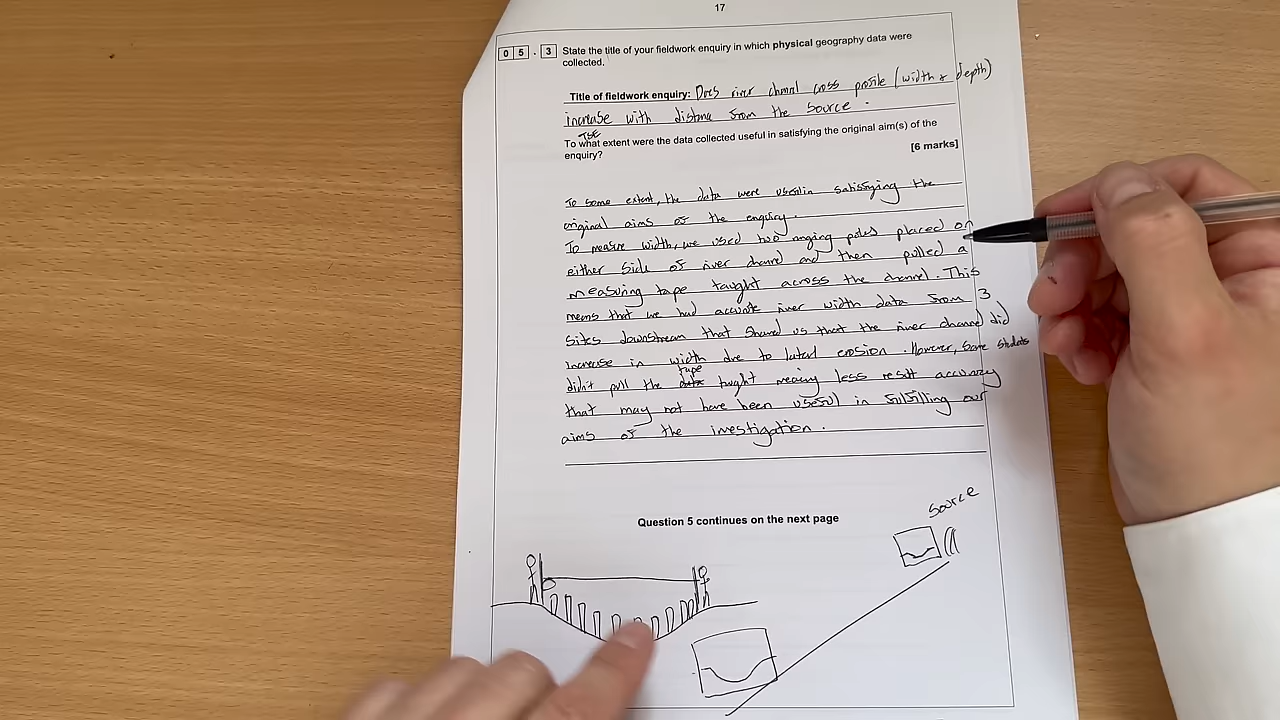 17
0 5 . 3 State the title of your fieldwork enquiry in which physical geography data were
collected.
Title of fieldwork enquiry: Does river channel cross profile (width & depth)
increase with distance from the source.
TSE
To what extent were the data collected useful in satisfying the original aim(s) of the
enquiry?
[6 marks]
To some extent, the data were useful in satisfying the
original aims of the enquiry.
To measure width, we used two ranging poles placed on
either side of river channel and then pulled a
measuring tape taught across the channel. This
means that we had accurate river width data from 3
sites downstream that showed us that the river channel did
increase in width due to lateral erosion. However, some students
didn't pull the tape taught meaning less result accuracy
that may not have been useful in fulfilling our
aims of the investigation.
Question 5 continues on the next page
Source